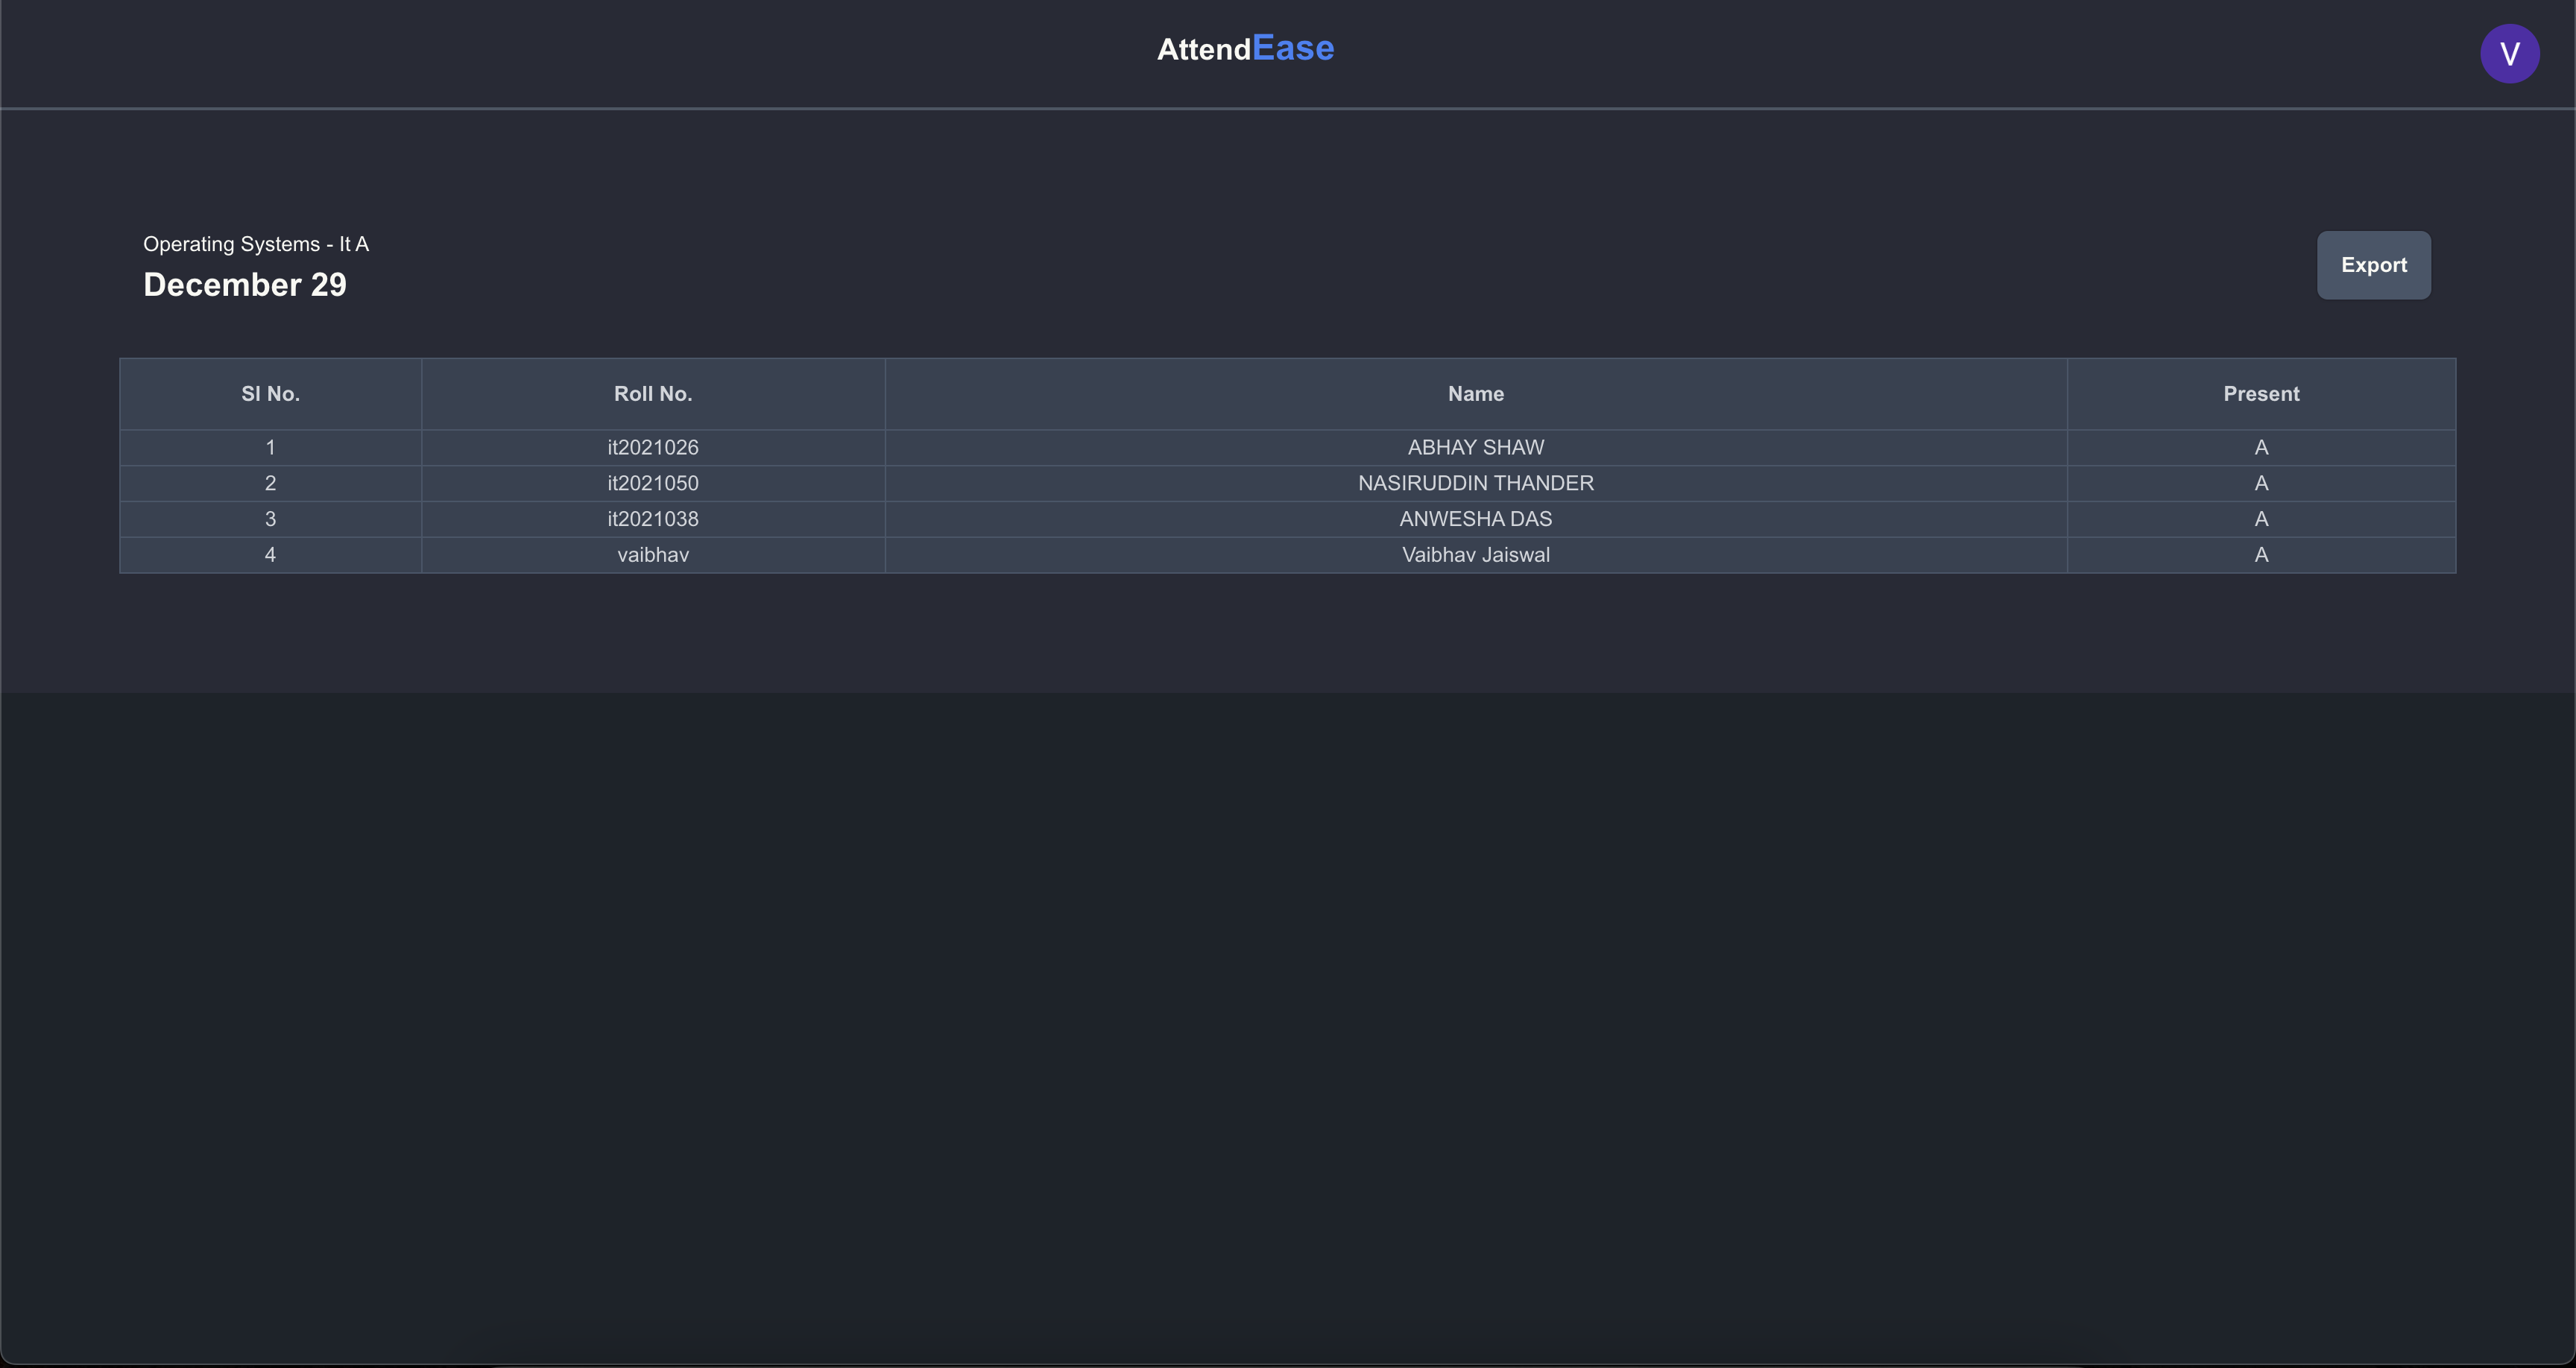 AttendEase
V
Operating Systems - It A
December 29
Export
Sl No. Roll No. Name Present
1 it2021026 ABHAY SHAW A
2 it2021050 NASIRUDDIN THANDER A
3 it2021038 ANWESHA DAS A
4 vaibhav Vaibhav Jaiswal A